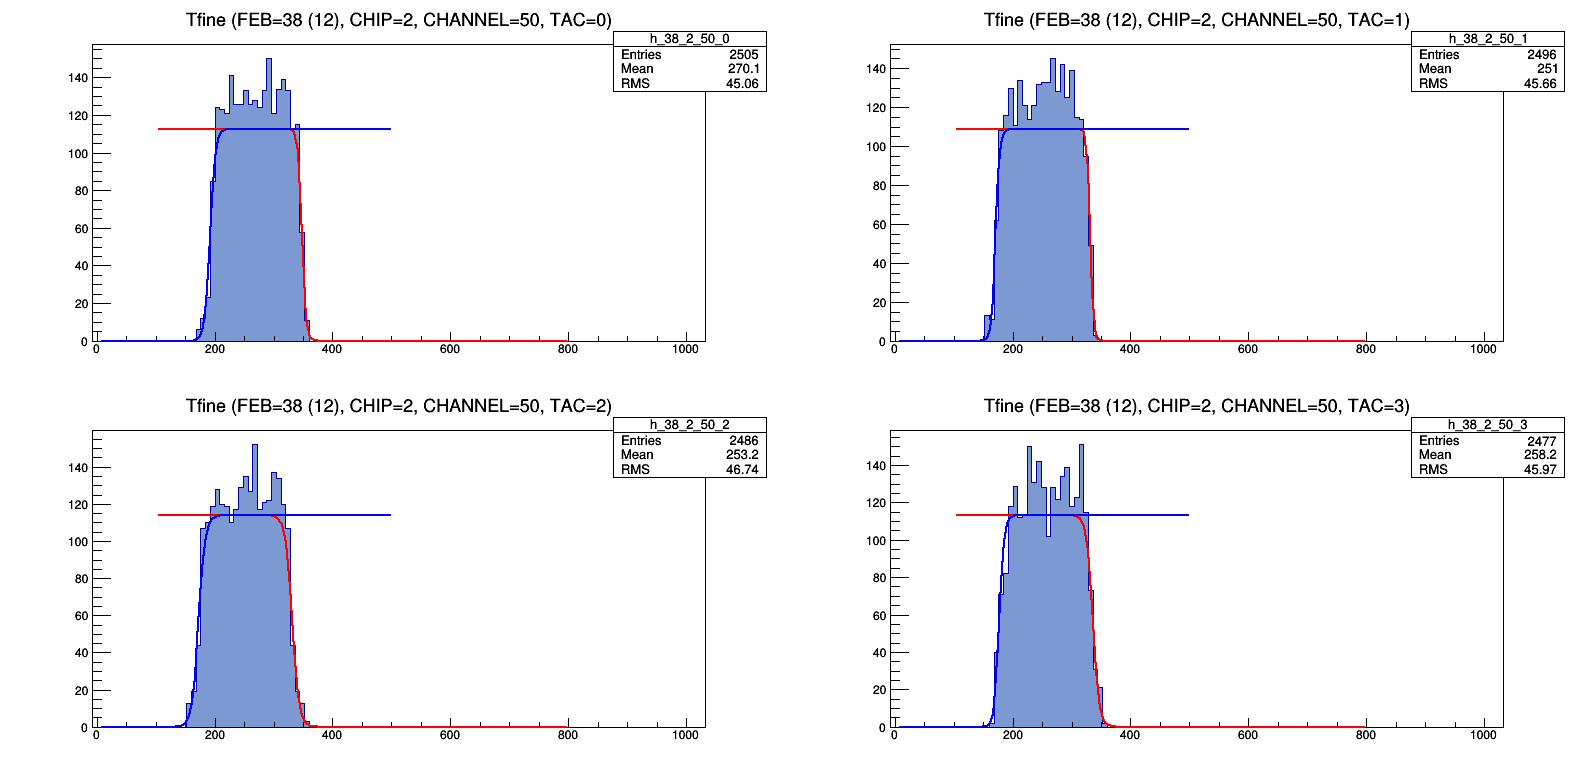 Tfine (FEB=38 (12), CHIP=2, CHANNEL=50, TAC=0)
h_38_2_50_0
Entries 2505
Mean 270.1
RMS 45.06
140
120
100
80
60
40
20
0
0 200 400 600 800 1000
Tfine (FEB=38 (12), CHIP=2, CHANNEL=50, TAC=1)
h_38_2_50_1
Entries 2496
Mean 251
RMS 45.66
140
120
100
80
60
40
20
0
0 200 400 600 800 1000
Tfine (FEB=38 (12), CHIP=2, CHANNEL=50, TAC=2)
h_38_2_50_2
Entries 2486
Mean 253.2
RMS 46.74
140
120
100
80
60
40
20
0
0 200 400 600 800 1000
Tfine (FEB=38 (12), CHIP=2, CHANNEL=50, TAC=3)
h_38_2_50_3
Entries 2477
Mean 258.2
RMS 45.97
140
120
100
80
60
40
20
0
0 200 400 600 800 1000